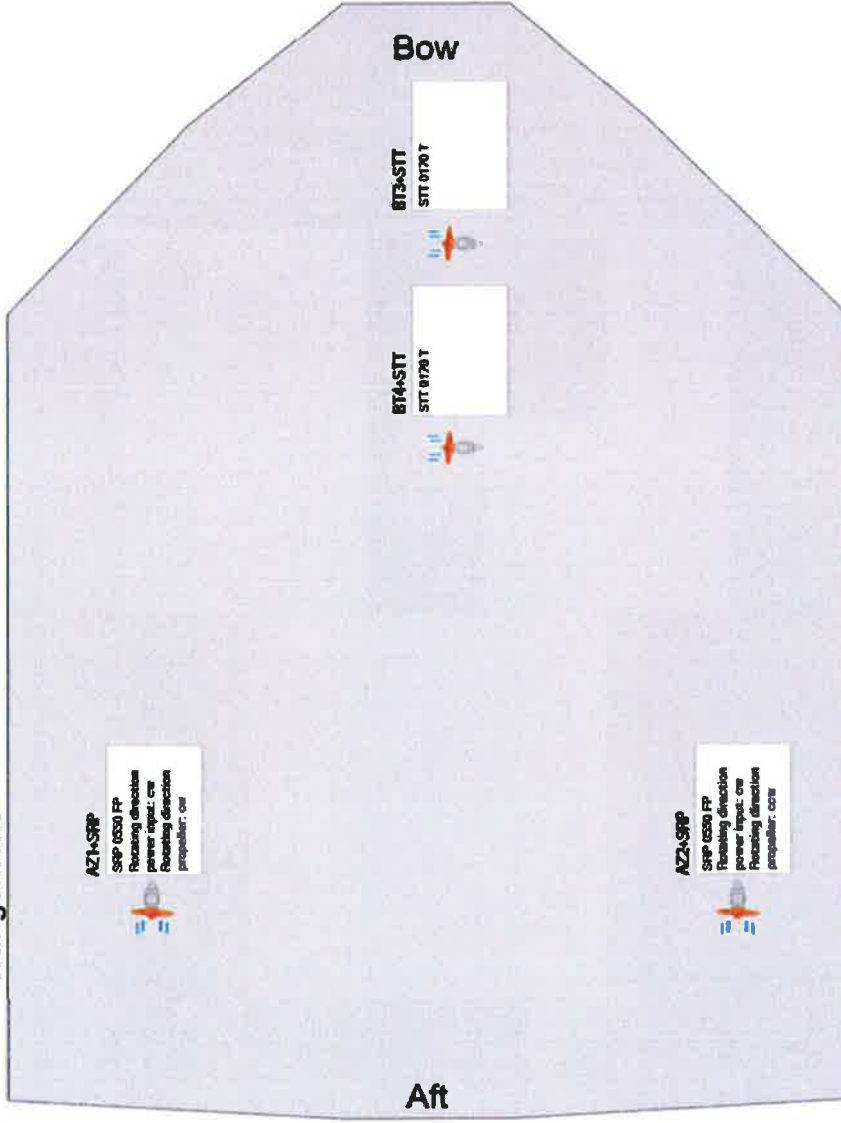 Bow
BT3+STT
STT 0170 T
BT4+STT
STT 0170 T
AZ1+SRP
SRP 0550 FP
Rotating direction
power input: cw
Rotating direction
propeller: cw
AZ2+SRP
SRP 0550 FP
Rotating direction
power input: cw
Rotating direction
propeller: ccw
Aft